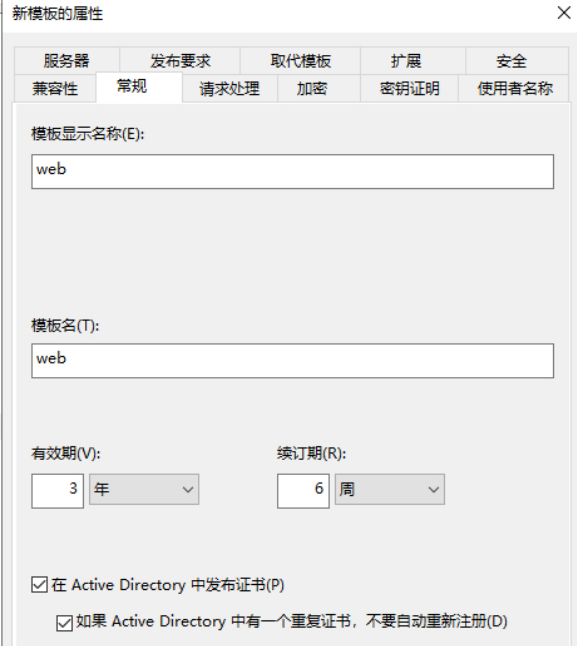 新模板的属性
服务器 发布要求 取代模板 扩展 安全
兼容性 常规 请求处理 加密 密钥证明 使用者名称
模板显示名称(E):
web
模板名(T):
web
有效期(V): 续订期(R):
3 年 6 周
在 Active Directory 中发布证书(P)
如果 Active Directory 中有一个重复证书，不要自动重新注册(D)